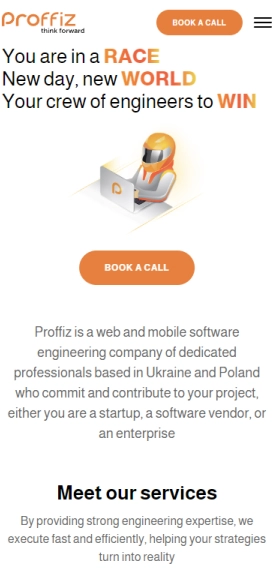 proffiz
think forward
BOOK A CALL
You are in a RACE
New day, new WORLD
Your crew of engineers to WIN
BOOK A CALL
Proffiz is a web and mobile software
engineering company of dedicated
professionals based in Ukraine and Poland
who commit and contribute to your project,
either you are a startup, a software vendor, or
an enterprise
Meet our services
By providing strong engineering expertise, we
execute fast and efficiently, helping your strategies
turn into reality